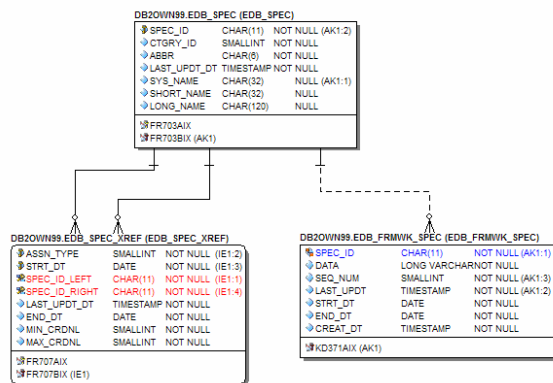 DB2OWN99.EDB_SPEC (EDB_SPEC)
SPEC_ID CHAR(11) NOT NULL (AK1:2)
CTGRY_ID SMALLINT NOT NULL
ABBR CHAR(6) NOT NULL
LAST_UPDT_DT TIMESTAMP NOT NULL
SYS_NAME CHAR(32) NULL (AK1:1)
SHORT_NAME CHAR(32) NULL
LONG_NAME CHAR(120) NULL
FR703AIX
FR703BIX (AK1)
DB2OWN99.EDB_SPEC_XREF (EDB_SPEC_XREF)
ASSN_TYPE SMALLINT NOT NULL (IE1:2)
STRT_DT DATE NOT NULL (IE1:3)
SPEC_ID_LEFT CHAR(11) NOT NULL (IE1:1)
SPEC_ID_RIGHT CHAR(11) NOT NULL (IE1:4)
LAST_UPDT_DT TIMESTAMP NOT NULL
END_DT DATE NOT NULL
MIN_CRDNL SMALLINT NOT NULL
MAX_CRDNL SMALLINT NOT NULL
FR707AIX
FR707BIX (IE1)
DB2OWN99.EDB_FRMWK_SPEC (EDB_FRMWK_SPEC)
SPEC_ID CHAR(11) NOT NULL (AK1:1)
DATA LONG VARCHAR NOT NULL
SEQ_NUM SMALLINT NOT NULL (AK1:3)
LAST_UPDT TIMESTAMP NOT NULL (AK1:2)
STRT_DT DATE NOT NULL
END_DT DATE NOT NULL
CREAT_DT TIMESTAMP NOT NULL
KD371AIX (AK1)